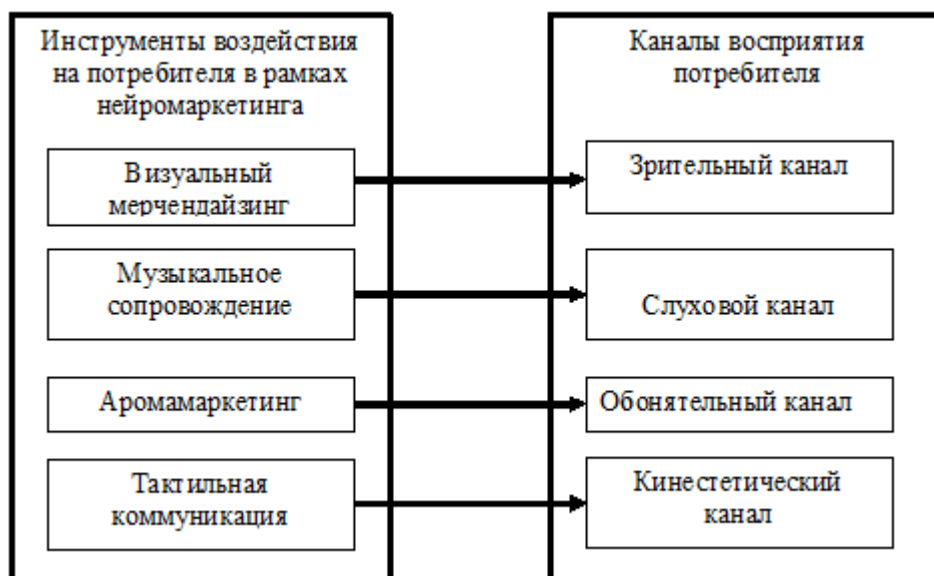 Инструменты воздействия
на потребителя в рамках
нейромаркетинга
Визуальный
мерчендайзинг
Музыкальное
сопровождение
Аромамаркетинг
Тактильная
коммуникация
Каналы восприятия
потребителя
Зрительный канал
Слуховой канал
Обонятельный канал
Кинестетический
канал